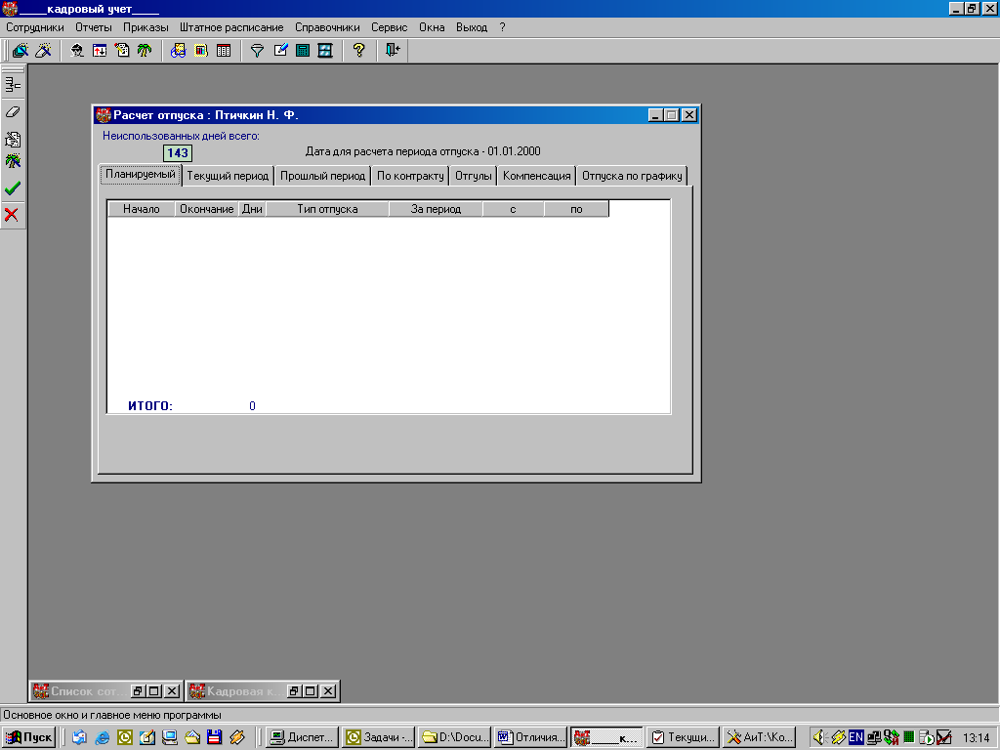 ____кадровый учет____
Сотрудники Отчеты Приказы Штатное расписание Справочники Сервис Окна Выход ?
Расчет отпуска : Птичкин Н. Ф.
Неиспользованных дней всего:
143
Дата для расчета периода отпуска - 01.01.2000
Планируемый Текущий период Прошлый период По контракту Отгулы Компенсация Отпуска по графику
Начало Окончание Дни Тип отпуска За период с по
ИТОГО: 0
Список сот... Кадровая к...
Основное окно и главное меню программы
Пуск Диспет... Задачи -... D:\Docu... Отличия... ____к... Текущи... АиТ:\Ко... EN 13:14